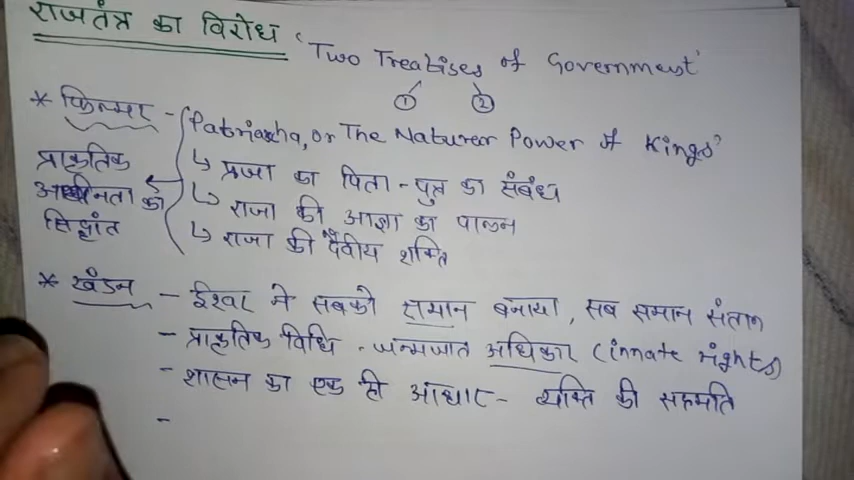 राजतंत्र का विरोध 'Two Treatises of Government'
① ②
* फिल्मर - Patriarcha, or The Naturer Power of Kings'
प्राकृतिक अधीनता का सिद्धांत
↳ प्रजा का पिता - पुत्र का संबंध
↳ राजा की आज्ञा का पालन
↳ राजा की दैवीय शक्ति
* खंडन - ईश्वर ने सबको समान बनाया, सब समान संतान
- प्राकृतिक विधि - जन्मजात अधिकार (innate rights)
- शासन का एक ही आधार - व्यक्ति की सहमति
-